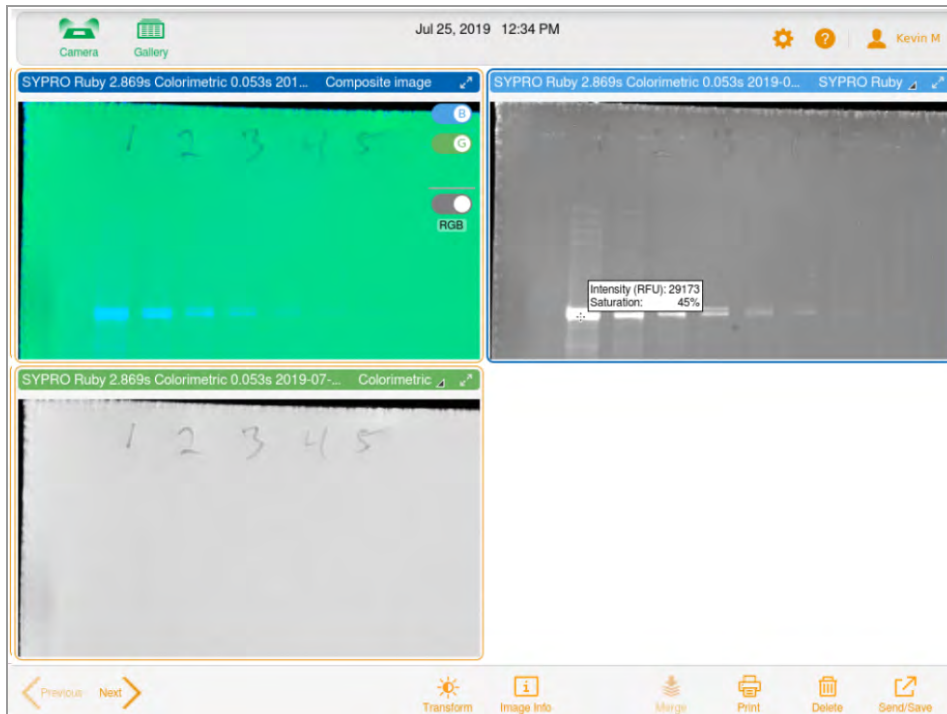 Jul 25, 2019 12:34 PM
Camera
Gallery
Kevin M
SYPRO Ruby 2.869s Colorimetric 0.053s 201... Composite image
B
G
RGB
1 2 3 4 5
SYPRO Ruby 2.869s Colorimetric 0.053s 2019-0... SYPRO Ruby
Intensity (RFU): 29173
Saturation: 45%
SYPRO Ruby 2.869s Colorimetric 0.053s 2019-07-... Colorimetric
1 2 3 4 5
Previous Next
Transform
Image Info
Merge
Print
Delete
Send/Save